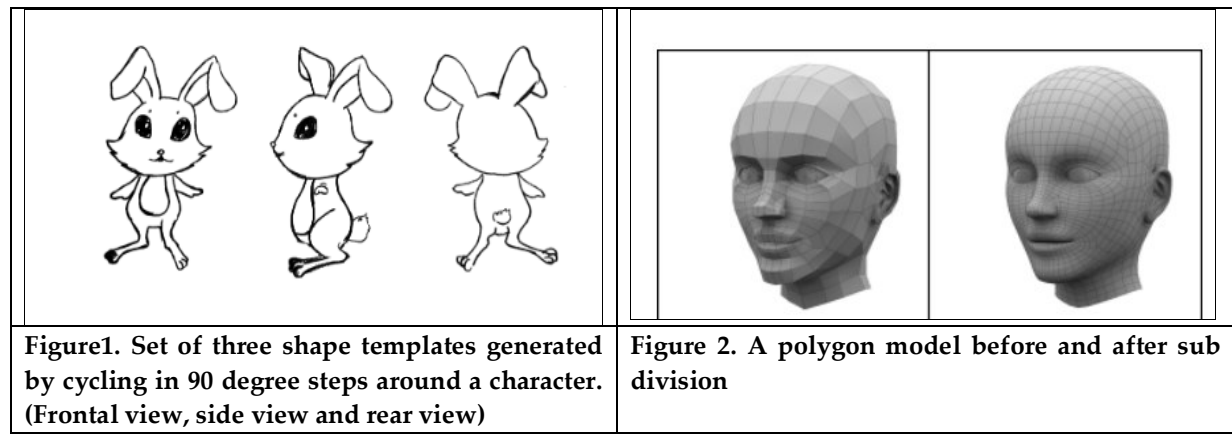 Figure1. Set of three shape templates generated
by cycling in 90 degree steps around a character.
(Frontal view, side view and rear view)
Figure 2. A polygon model before and after sub
division